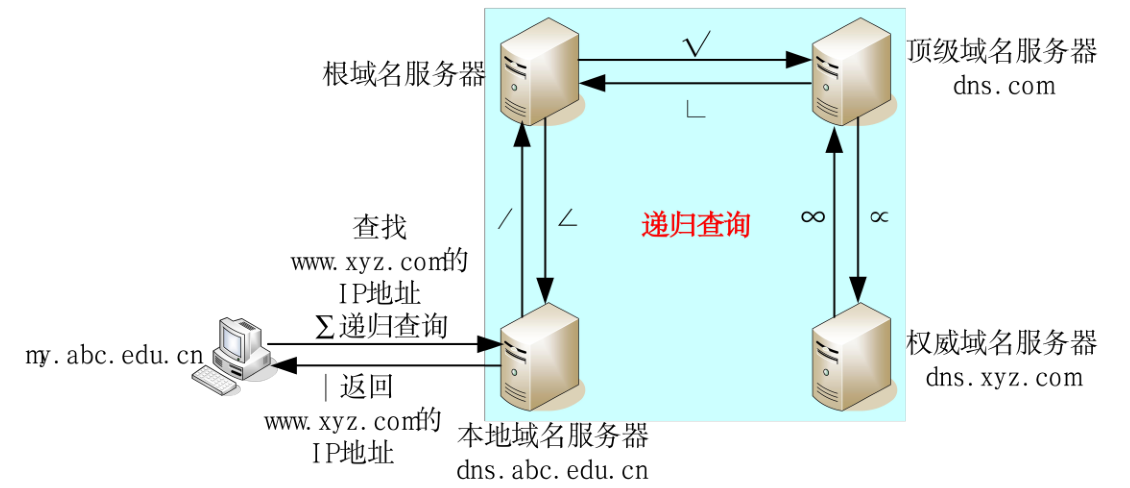 根域名服务器
顶级域名服务器
dns.com
√
∟
查找
www.xyz.com的
IP地址
∑递归查询
∕
∠
递归查询
∞
∝
my.abc.edu.cn
∣返回
www.xyz.com的
IP地址
本地域名服务器
dns.abc.edu.cn
权威域名服务器
dns.xyz.com